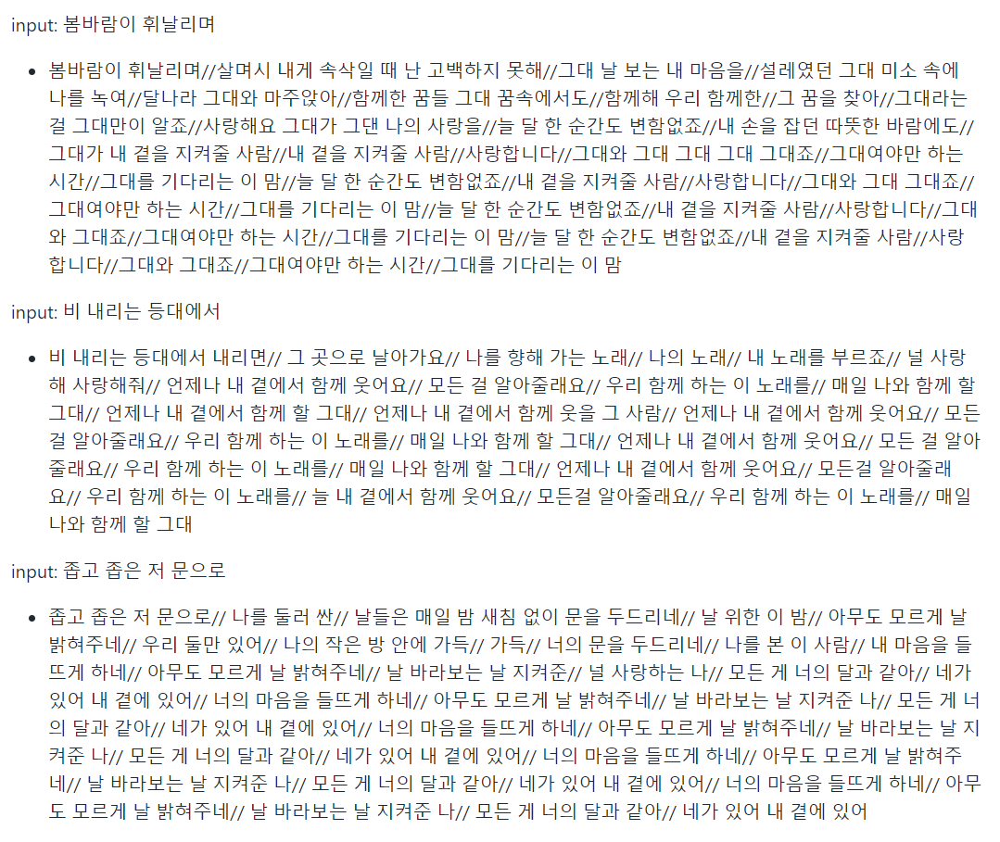 input: 봄바람이 휘날리며
• 봄바람이 휘날리며//살며시 내게 속삭일 때 난 고백하지 못해//그대 날 보는 내 마음을//설레였던 그대 미소 속에
나를 녹여//달나라 그대와 마주앉아//함께한 꿈들 그대 꿈속에서도//함께해 우리 함께한//그 꿈을 찾아//그대라는
걸 그대만이 알죠//사랑해요 그대가 그댄 나의 사랑을//늘 달 한 순간도 변함없죠//내 손을 잡던 따뜻한 바람에도//
그대가 내 곁을 지켜줄 사람//내 곁을 지켜줄 사람//사랑합니다//그대와 그대 그대 그대 그대죠//그대여야만 하는
시간//그대를 기다리는 이 맘//늘 달 한 순간도 변함없죠//내 곁을 지켜줄 사람//사랑합니다//그대와 그대 그대죠//
그대여야만 하는 시간//그대를 기다리는 이 맘//늘 달 한 순간도 변함없죠//내 곁을 지켜줄 사람//사랑합니다//그대
와 그대죠//그대여야만 하는 시간//그대를 기다리는 이 맘//늘 달 한 순간도 변함없죠//내 곁을 지켜줄 사람//사랑
합니다//그대와 그대죠//그대여야만 하는 시간//그대를 기다리는 이 맘
input: 비 내리는 등대에서
• 비 내리는 등대에서 내리면// 그 곳으로 날아가요// 나를 향해 가는 노래// 나의 노래// 내 노래를 부르죠// 널 사랑
해 사랑해줘// 언제나 내 곁에서 함께 웃어요// 모든 걸 알아줄래요// 우리 함께 하는 이 노래를// 매일 나와 함께 할
그대// 언제나 내 곁에서 함께 할 그대// 언제나 내 곁에서 함께 웃을 그 사람// 언제나 내 곁에서 함께 웃어요// 모든
걸 알아줄래요// 우리 함께 하는 이 노래를// 매일 나와 함께 할 그대// 언제나 내 곁에서 함께 웃어요// 모든 걸 알아
줄래요// 우리 함께 하는 이 노래를// 매일 나와 함께 할 그대// 언제나 내 곁에서 함께 웃어요// 모든걸 알아줄래
요// 우리 함께 하는 이 노래를// 늘 내 곁에서 함께 웃어요// 모든걸 알아줄래요// 우리 함께 하는 이 노래를// 매일
나와 함께 할 그대
input: 좁고 좁은 저 문으로
• 좁고 좁은 저 문으로// 나를 둘러 싼// 날들은 매일 밤 새침 없이 문을 두드리네// 날 위한 이 밤// 아무도 모르게 날
밝혀주네// 우리 둘만 있어// 나의 작은 방 안에 가득// 가득// 너의 문을 두드리네// 나를 본 이 사람// 내 마음을 들
뜨게 하네// 아무도 모르게 날 밝혀주네// 날 바라보는 날 지켜준// 널 사랑하는 나// 모든 게 너의 달과 같아// 네가
있어 내 곁에 있어// 너의 마음을 들뜨게 하네// 아무도 모르게 날 밝혀주네// 날 바라보는 날 지켜준 나// 모든 게 너
의 달과 같아// 네가 있어 내 곁에 있어// 너의 마음을 들뜨게 하네// 아무도 모르게 날 밝혀주네// 날 바라보는 날 지
켜준 나// 모든 게 너의 달과 같아// 네가 있어 내 곁에 있어// 너의 마음을 들뜨게 하네// 아무도 모르게 날 밝혀주
네// 날 바라보는 날 지켜준 나// 모든 게 너의 달과 같아// 네가 있어 내 곁에 있어// 너의 마음을 들뜨게 하네// 아무
도 모르게 날 밝혀주네// 날 바라보는 날 지켜준 나// 모든 게 너의 달과 같아// 네가 있어 내 곁에 있어